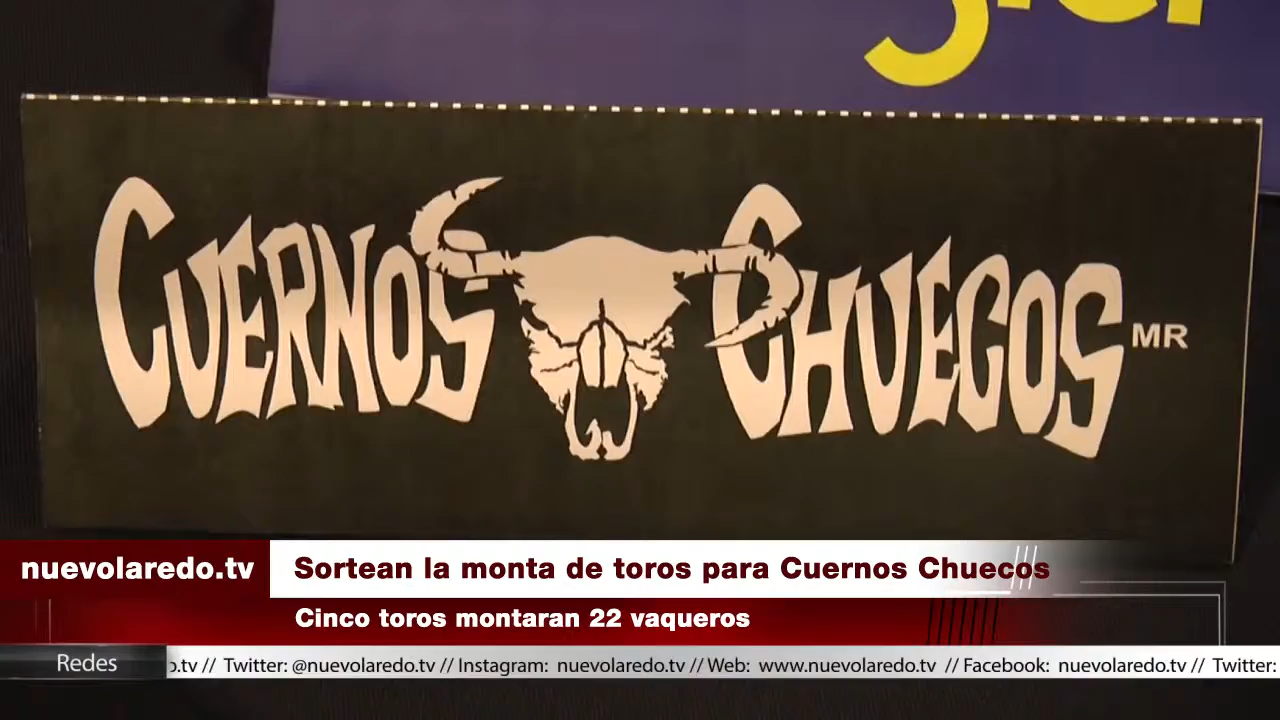 CUERNOS CHUECOS MR
nuevolaredo.tv
Sortean la monta de toros para Cuernos Chuecos
Cinco toros montaran 22 vaqueros
Redes
.tv // Twitter: @nuevolaredo.tv // Instagram: nuevolaredo.tv // Web: www.nuevolaredo.tv // Facebook: nuevolaredo.tv // Twitter: